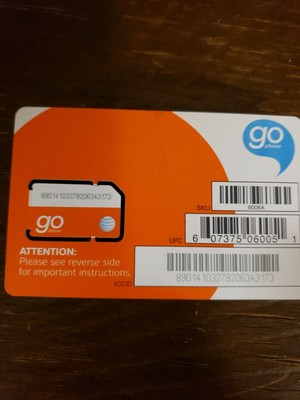 go
phone
89014103278206343173
go
phone
SKU
6006A
ATTENTION:
Please see reverse side
for important instructions.
UPC
6 07375 06005 1
ICCID
89014103278206343173